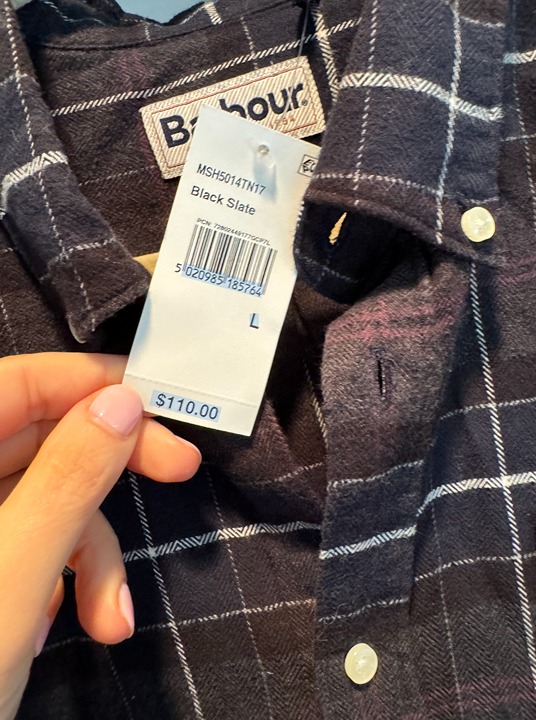 Barbour.
MSH5014TN17
Black Slate
5 020985 185764
L
$110.00